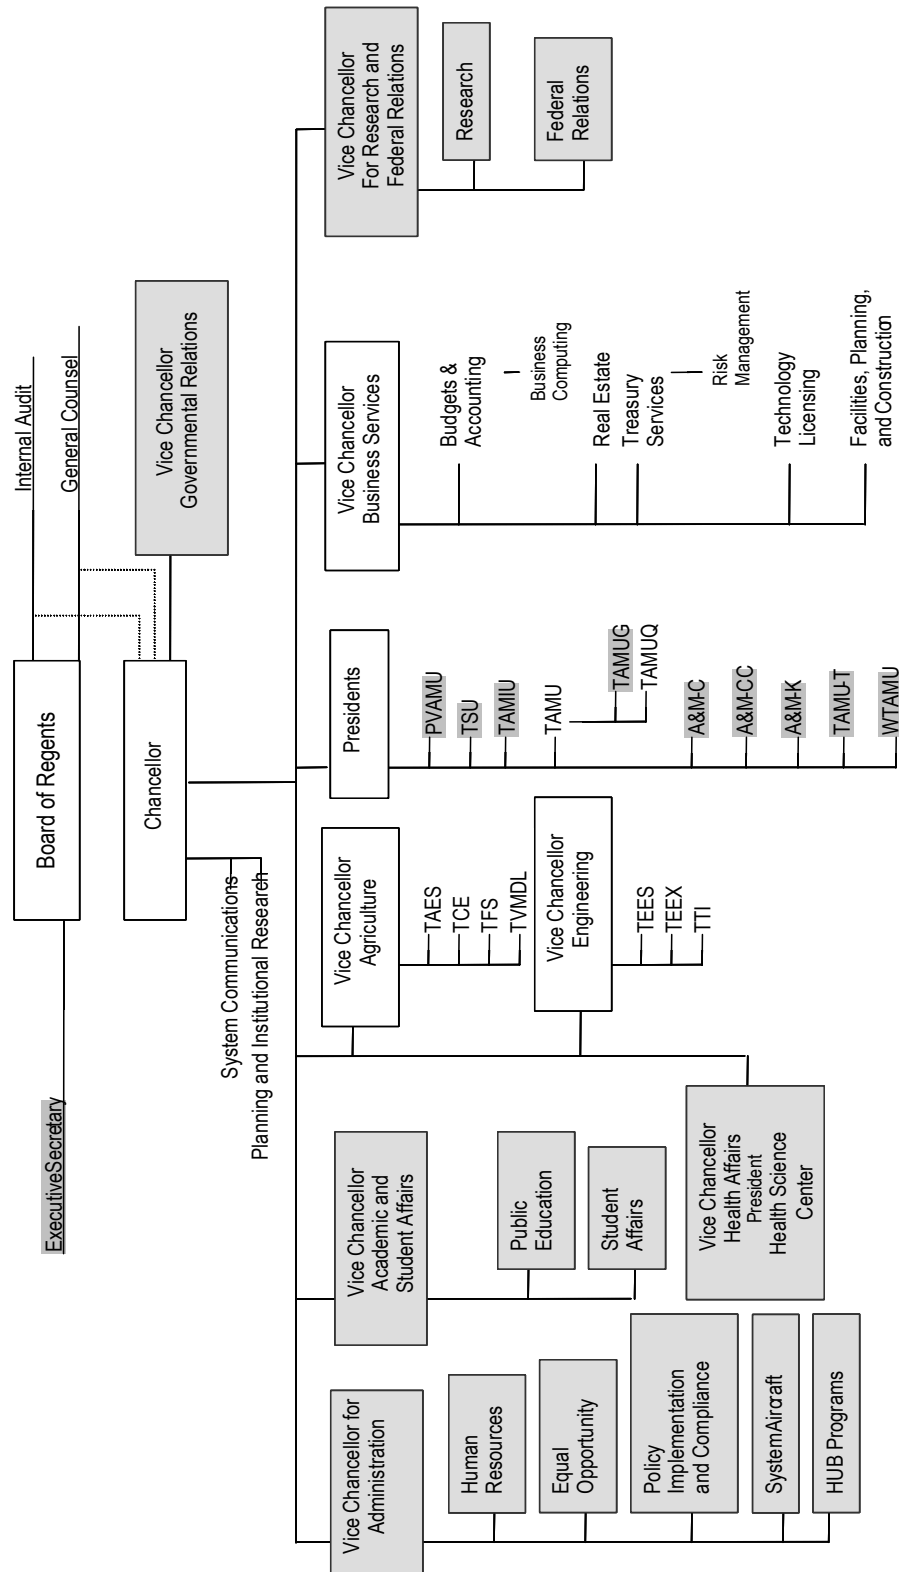 ExecutiveSecretary
Board of Regents
Internal Audit
General Counsel
Chancellor
Vice Chancellor
Governmental Relations
System Communications
Planning and Institutional Research
Vice Chancellor for
Administration
Human
Resources
Equal
Opportunity
Policy
Implementation
and Compliance
SystemAircraft
HUB Programs
Vice Chancellor
Academic and
Student Affairs
Public
Education
Student
Affairs
Vice Chancellor
Agriculture
TAES
TCE
TFS
TVMDL
Vice Chancellor
Engineering
TEES
TEEX
TTI
Vice Chancellor
Health Affairs
President
Health Science
Center
Presidents
PVAMU
TSU
TAMIU
TAMU
TAMUG
TAMUQ
A&M-C
A&M-CC
A&M-K
TAMU-T
WTAMU
Vice Chancellor
Business Services
Budgets &
Accounting
Business
Computing
Real Estate
Treasury
Services
Risk
Management
Technology
Licensing
Facilities, Planning,
and Construction
Vice Chancellor
For Research and
Federal Relations
Research
Federal
Relations